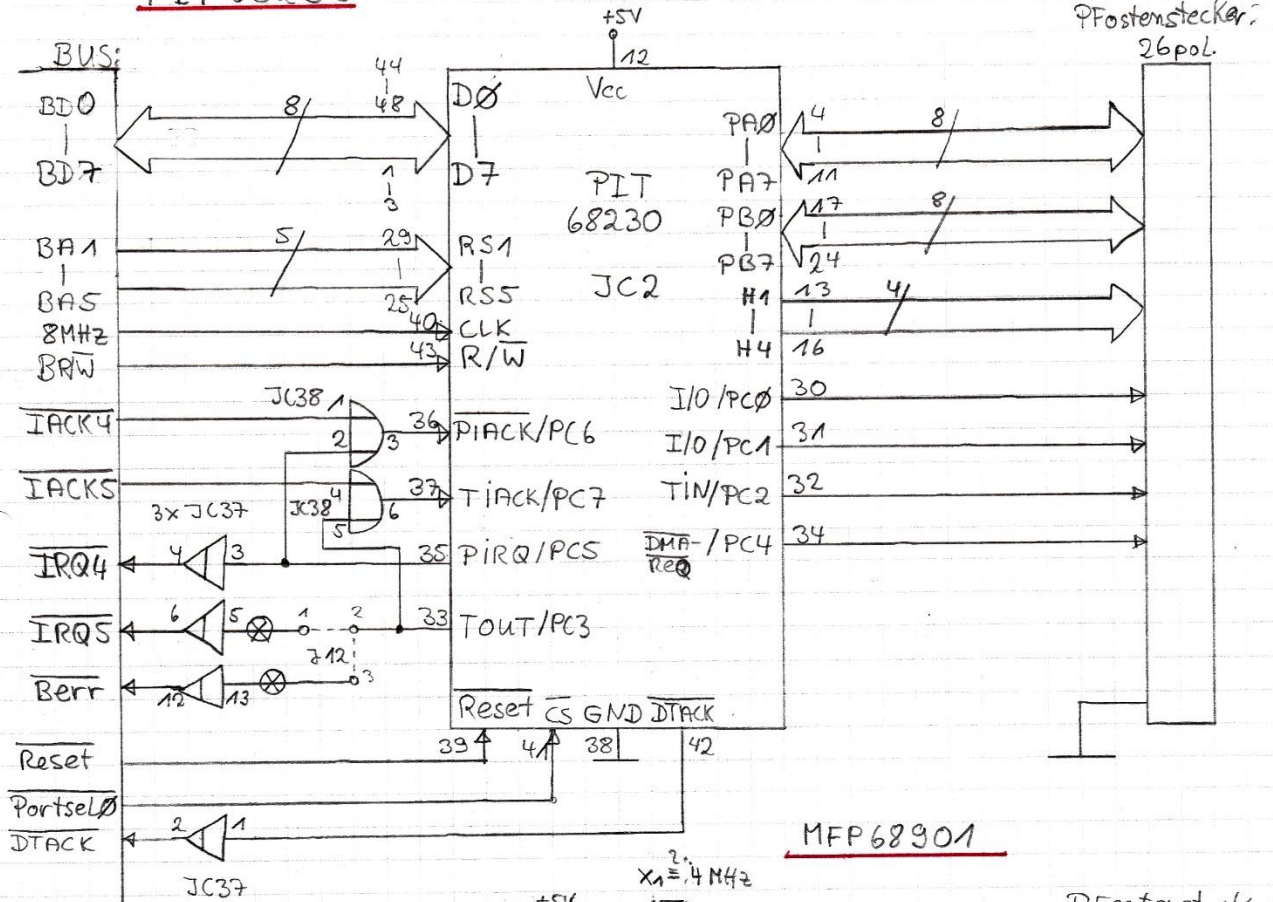 +5V
PFostenstecker:
26pol.
BUS:
12
Vcc
44
48
BD0
BD7
8
1
3
DØ
D7
PIT
68230
JC2
PAØ
PA7
4
11
8
PBØ
PB7
17
24
8
BA1
BA5
5
29
25
RS1
RS5
H1
H4
13
16
4
8MHz
40
CLK
BR/W̅
43
R/W̅
I/O/PCØ
30
I/O/PC1
31
TIN/PC2
32
DMA-/PC4
ReQ
34
IACK4
JC38
1
2
3
36
PIACK/PC6
IACK5
JC38
4
5
6
37
TIACK/PC7
3x JC37
IRQ4
4
3
35
PIRQ/PC5
IRQ5
6
5
1
2
33
TOUT/PC3
J12
3
Berr
12
13
Reset
CS
GND
DTACK
39
41
38
42
Reset
PortselØ
DTACK
2
1
JC37
MFP68901
?
X1≡4MHz